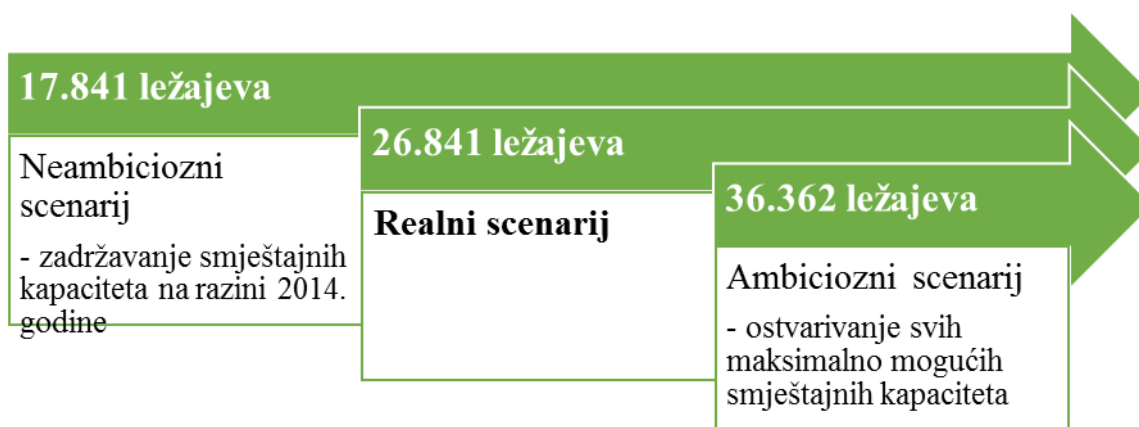 17.841 ležajeva
Neambiciozni
scenarij
- zadržavanje smještajnih
kapaciteta na razini 2014.
godine
26.841 ležajeva
Realni scenarij
36.362 ležajeva
Ambiciozni scenarij
- ostvarivanje svih
maksimalno mogućih
smještajnih kapaciteta